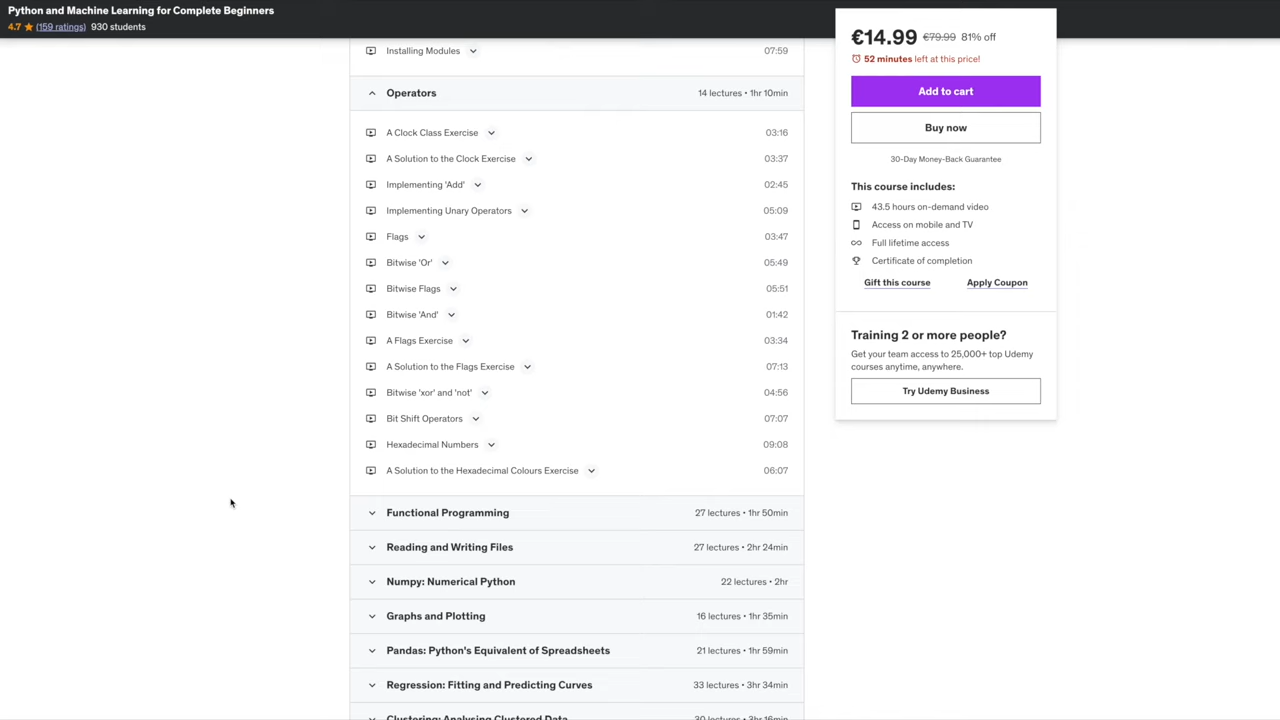 Python and Machine Learning for Complete Beginners
4.7 (159 ratings) 930 students
Installing Modules 07:59
Operators 14 lectures • 1hr 10min
A Clock Class Exercise 03:16
A Solution to the Clock Exercise 03:37
Implementing 'Add' 02:45
Implementing Unary Operators 05:09
Flags 03:47
Bitwise 'Or' 05:49
Bitwise Flags 05:51
Bitwise 'And' 01:42
A Flags Exercise 03:34
A Solution to the Flags Exercise 07:13
Bitwise 'xor' and 'not' 04:56
Bit Shift Operators 07:07
Hexadecimal Numbers 09:08
A Solution to the Hexadecimal Colours Exercise 06:07
Functional Programming 27 lectures • 1hr 50min
Reading and Writing Files 27 lectures • 2hr 24min
Numpy: Numerical Python 22 lectures • 2hr
Graphs and Plotting 16 lectures • 1hr 35min
Pandas: Python's Equivalent of Spreadsheets 21 lectures • 1hr 59min
Regression: Fitting and Predicting Curves 33 lectures • 3hr 34min
Clustering: Analysing Clustered Data 30 lectures • 3hr 16min
€14.99 €79.99 81% off
52 minutes left at this price!
Add to cart
Buy now
30-Day Money-Back Guarantee
This course includes:
43.5 hours on-demand video
Access on mobile and TV
Full lifetime access
Certificate of completion
Gift this course Apply Coupon
Training 2 or more people?
Get your team access to 25,000+ top Udemy
courses anytime, anywhere.
Try Udemy Business